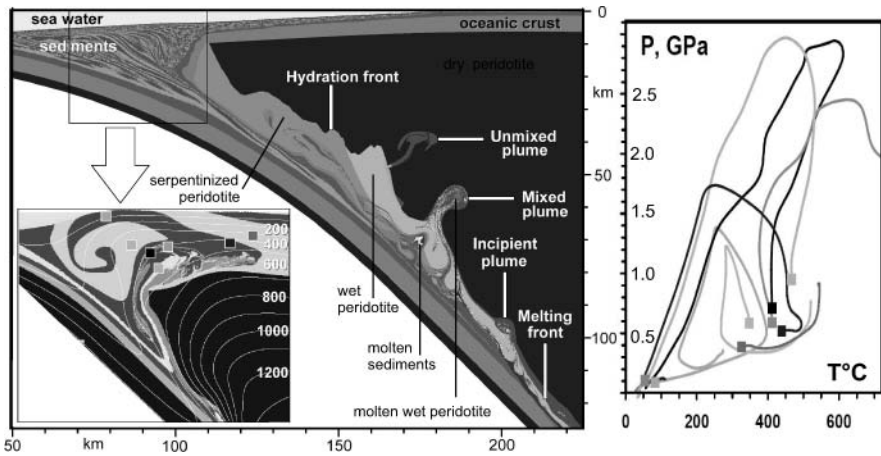 sea water
sed ments
oceanic crust
dry peridotite
Hydration front
Unmixed
plume
serpentinized
peridotite
Mixed
plume
Incipient
plume
wet
peridotite
Melting
front
molten
sediments
molten wet peridotite
200
400
600
800
1000
1200
0
km
50
100
50
km
100
150
200
P, GPa
2.5
2.0
1.5
1.0
0.5
T°C
0
200
400
600